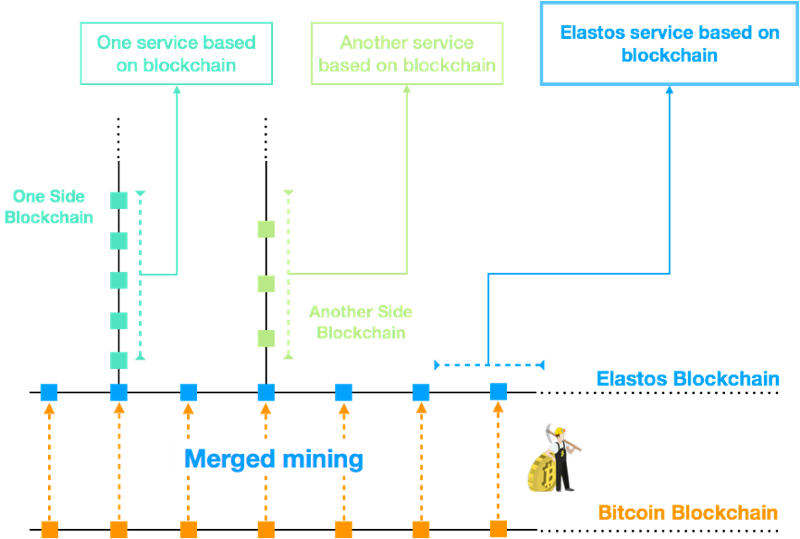 One service based
on blockchain
Another service
based on blockchain
Elastos service based on
blockchain
One Side
Blockchain
Another Side
Blockchain
Elastos Blockchain
Merged mining
Bitcoin Blockchain